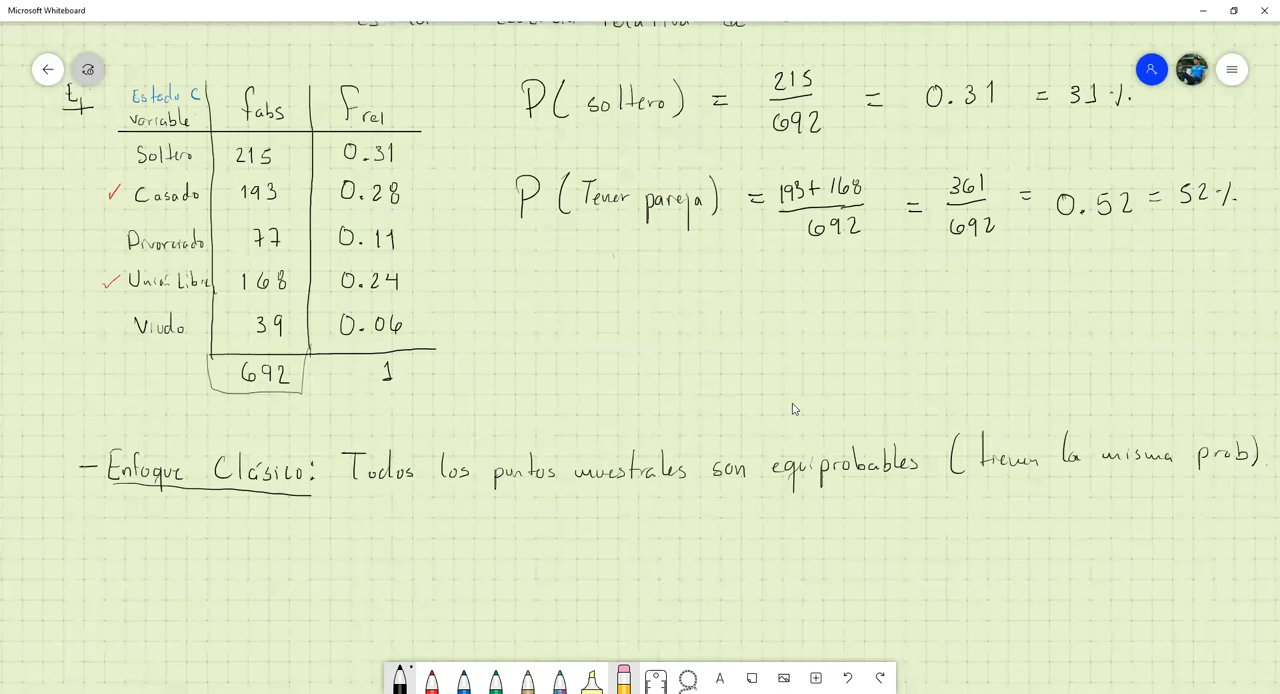 Microsoft Whiteboard
relativa
Estado C
variable fabs frel
Soltero 215 0.31
✓ Casado 193 0.28
Divorciado 77 0.11
✓ Unión Libre 168 0.24
Viudo 39 0.06
692 1
P(soltero) = 215/692 = 0.31 = 31%.
P(Tener pareja) = 193+168/692 = 361/692 = 0.52 = 52%.
- Enfoque Clásico: Todos los puntos muestrales son equiprobables (tienen la misma prob).
A